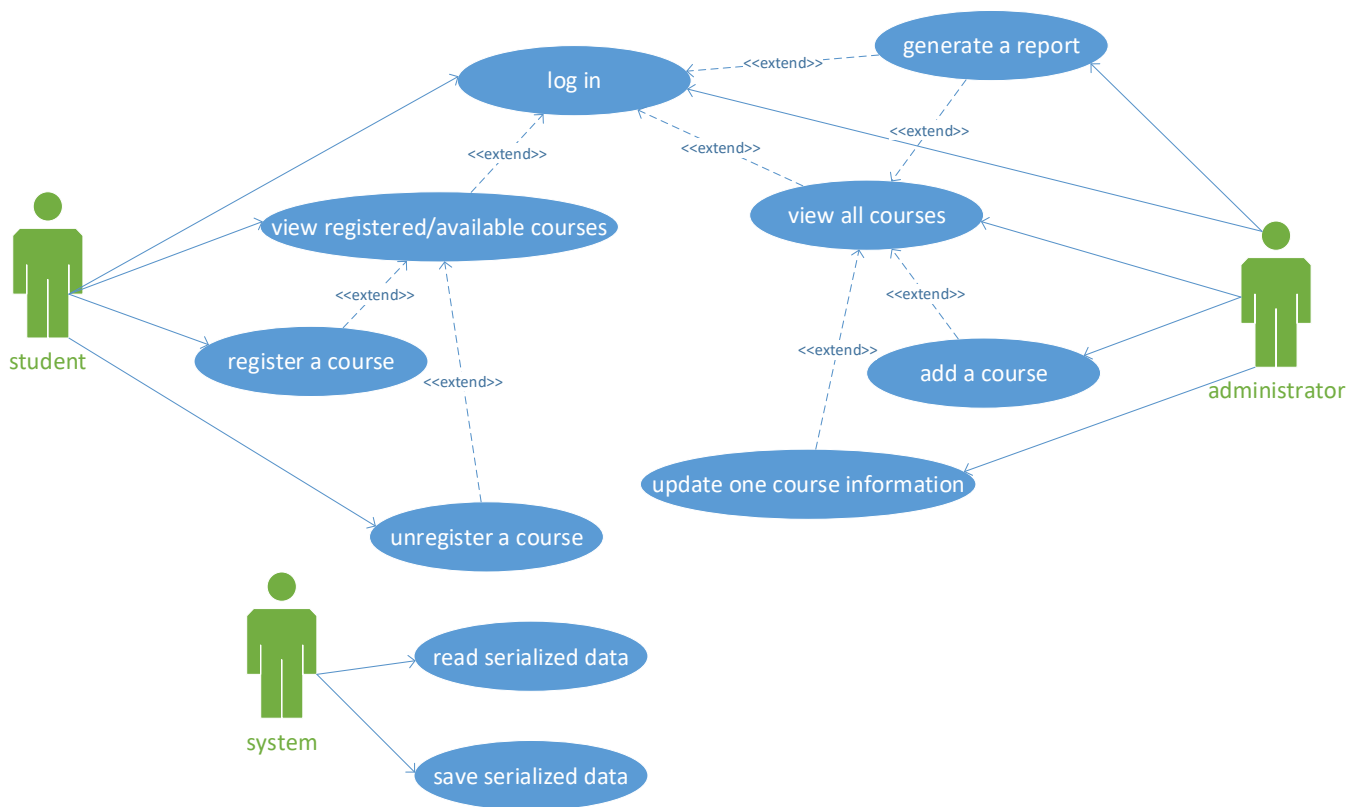 generate a report
<<extend>>
log in
<<extend>>
<<extend>>
<<extend>>
view all courses
view registered/available courses
<<extend>>
<<extend>>
<<extend>>
student
register a course
<<extend>>
add a course
administrator
update one course information
unregister a course
read serialized data
system
save serialized data